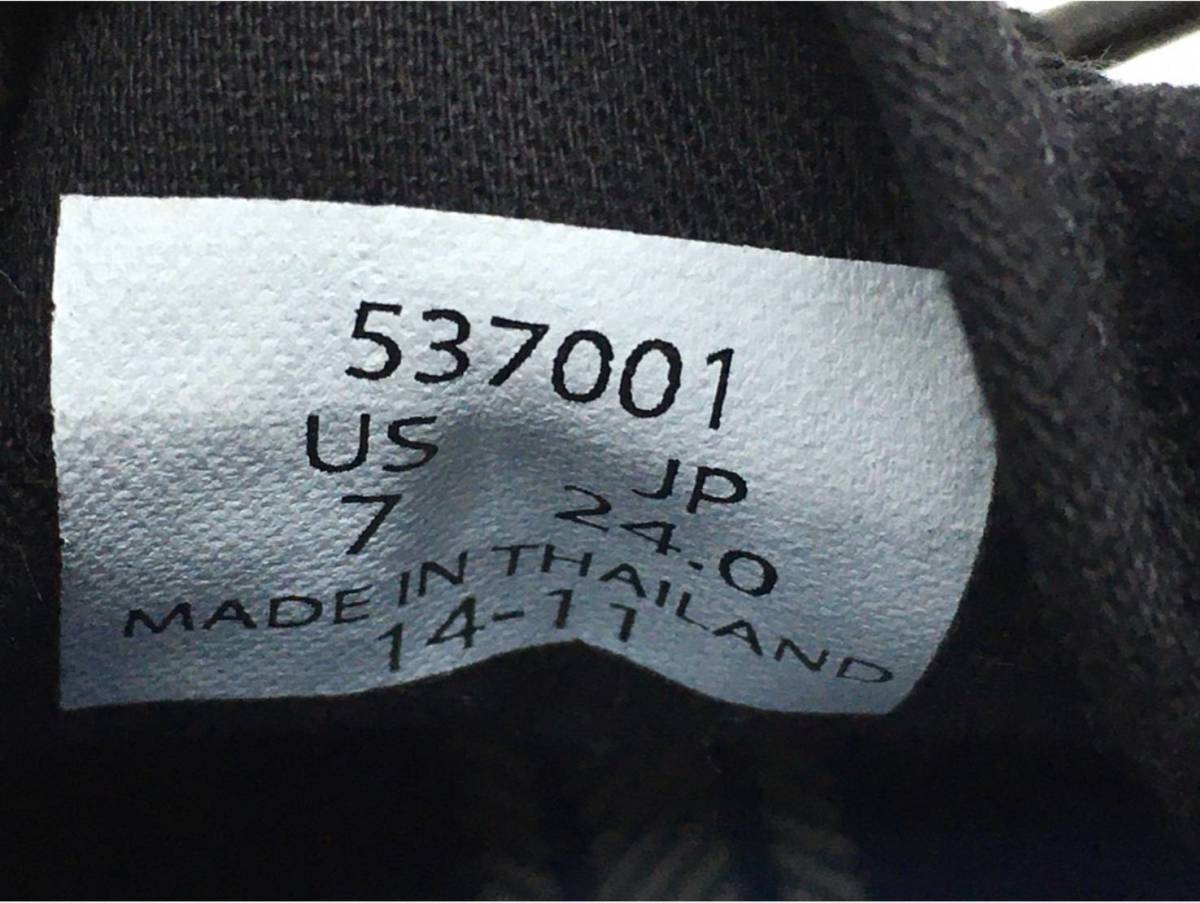 537001
US JP
7 24.0
MADE IN THAILAND
14-11